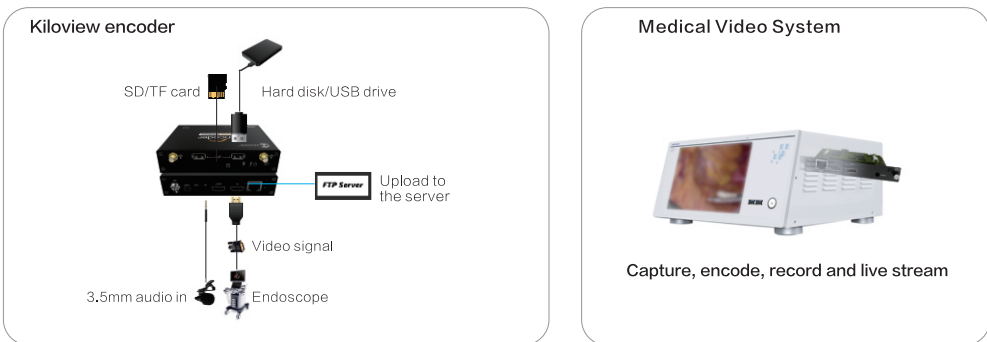 Kiloview encoder
SD/TF card
Hard disk/USB drive
FTP Server
Upload to
the server
Video signal
3.5mm audio in
Endoscope
Medical Video System
Capture, encode, record and live stream